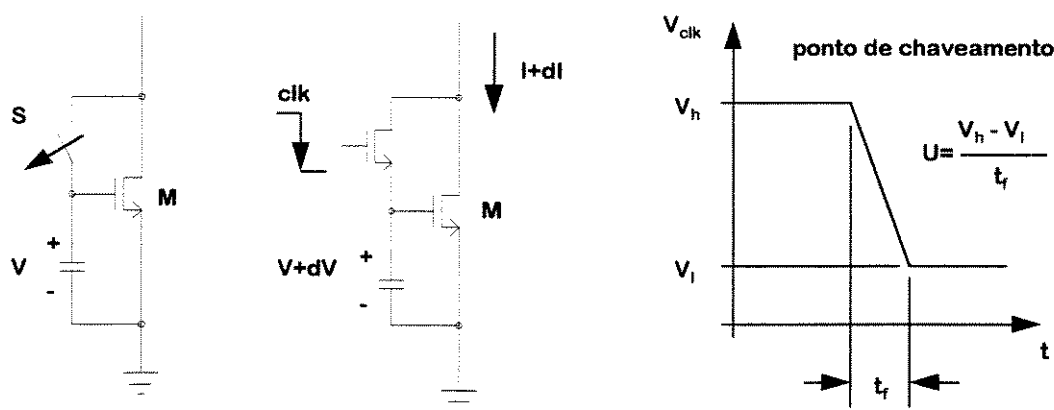 S
M
V
+
-
clk
I+dI
M
V+dV
+
-
V_clk
ponto de chaveamento
V_h
U= V_h - V_l / t_f
V_l
t
t_f